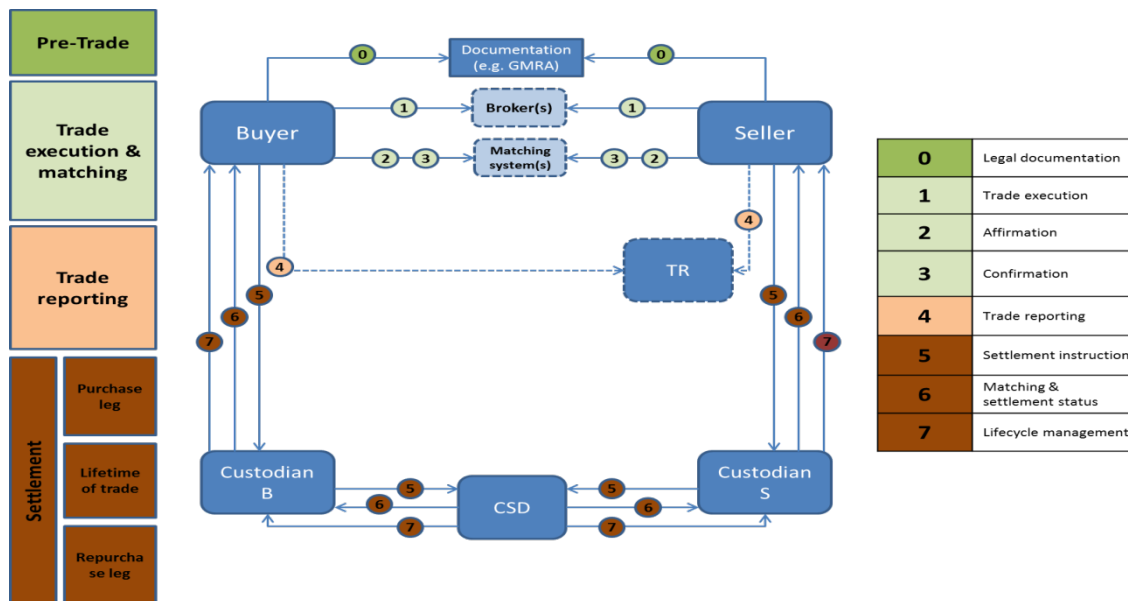 Pre-Trade
Trade
execution &
matching
Trade
reporting
Settlement
Purchase
leg
Lifetime
of trade
Repurcha
se leg
0
Documentation
(e.g. GMRA)
0
Buyer
1
Broker(s)
1
Seller
2
3
Matching
system(s)
3
2
4
4
TR
5
6
7
5
6
7
Custodian
B
5
6
7
CSD
5
6
7
Custodian
S
0 Legal documentation
1 Trade execution
2 Affirmation
3 Confirmation
4 Trade reporting
5 Settlement instruction
6 Matching &
settlement status
7 Lifecycle management